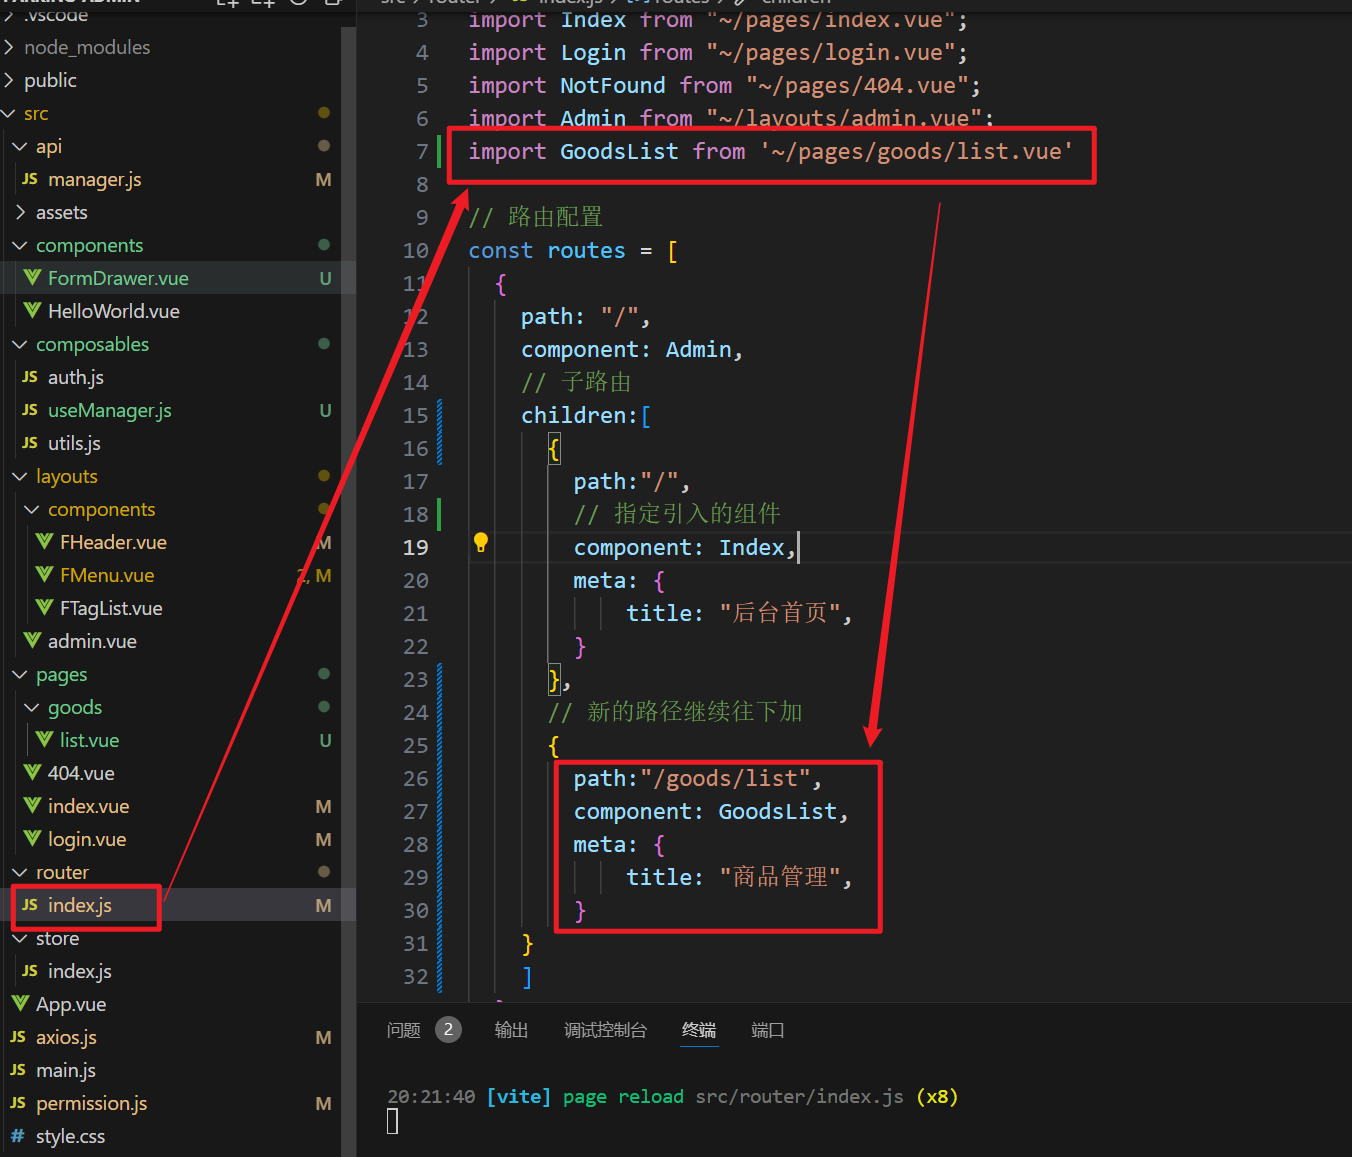 .vscode
node_modules
public
src
api
JS manager.js M
assets
components
FormDrawer.vue U
HelloWorld.vue
composables
JS auth.js
JS useManager.js U
JS utils.js
layouts
components
FHeader.vue M
FMenu.vue 2, M
FTagList.vue
admin.vue
pages
goods
list.vue U
404.vue
index.vue M
login.vue M
router
JS index.js M
store
JS index.js
App.vue
JS axios.js M
JS main.js
JS permission.js M
# style.css
3 import Index from "~/pages/index.vue";
4 import Login from "~/pages/login.vue";
5 import NotFound from "~/pages/404.vue";
6 import Admin from "~/layouts/admin.vue";
7 import GoodsList from '~/pages/goods/list.vue'
8
9 // 路由配置
10 const routes = [
11 {
12 path: "/",
13 component: Admin,
14 // 子路由
15 children:[
16 {
17 path:"/",
18 // 指定引入的组件
19 component: Index,
20 meta: {
21 title: "后台首页",
22 }
23 },
24 // 新的路径继续往下加
25 {
26 path:"/goods/list",
27 component: GoodsList,
28 meta: {
29 title: "商品管理",
30 }
31 }
32 ]
问题 2 输出 调试控制台 终端 端口
20:21:40 [vite] page reload src/router/index.js (x8)